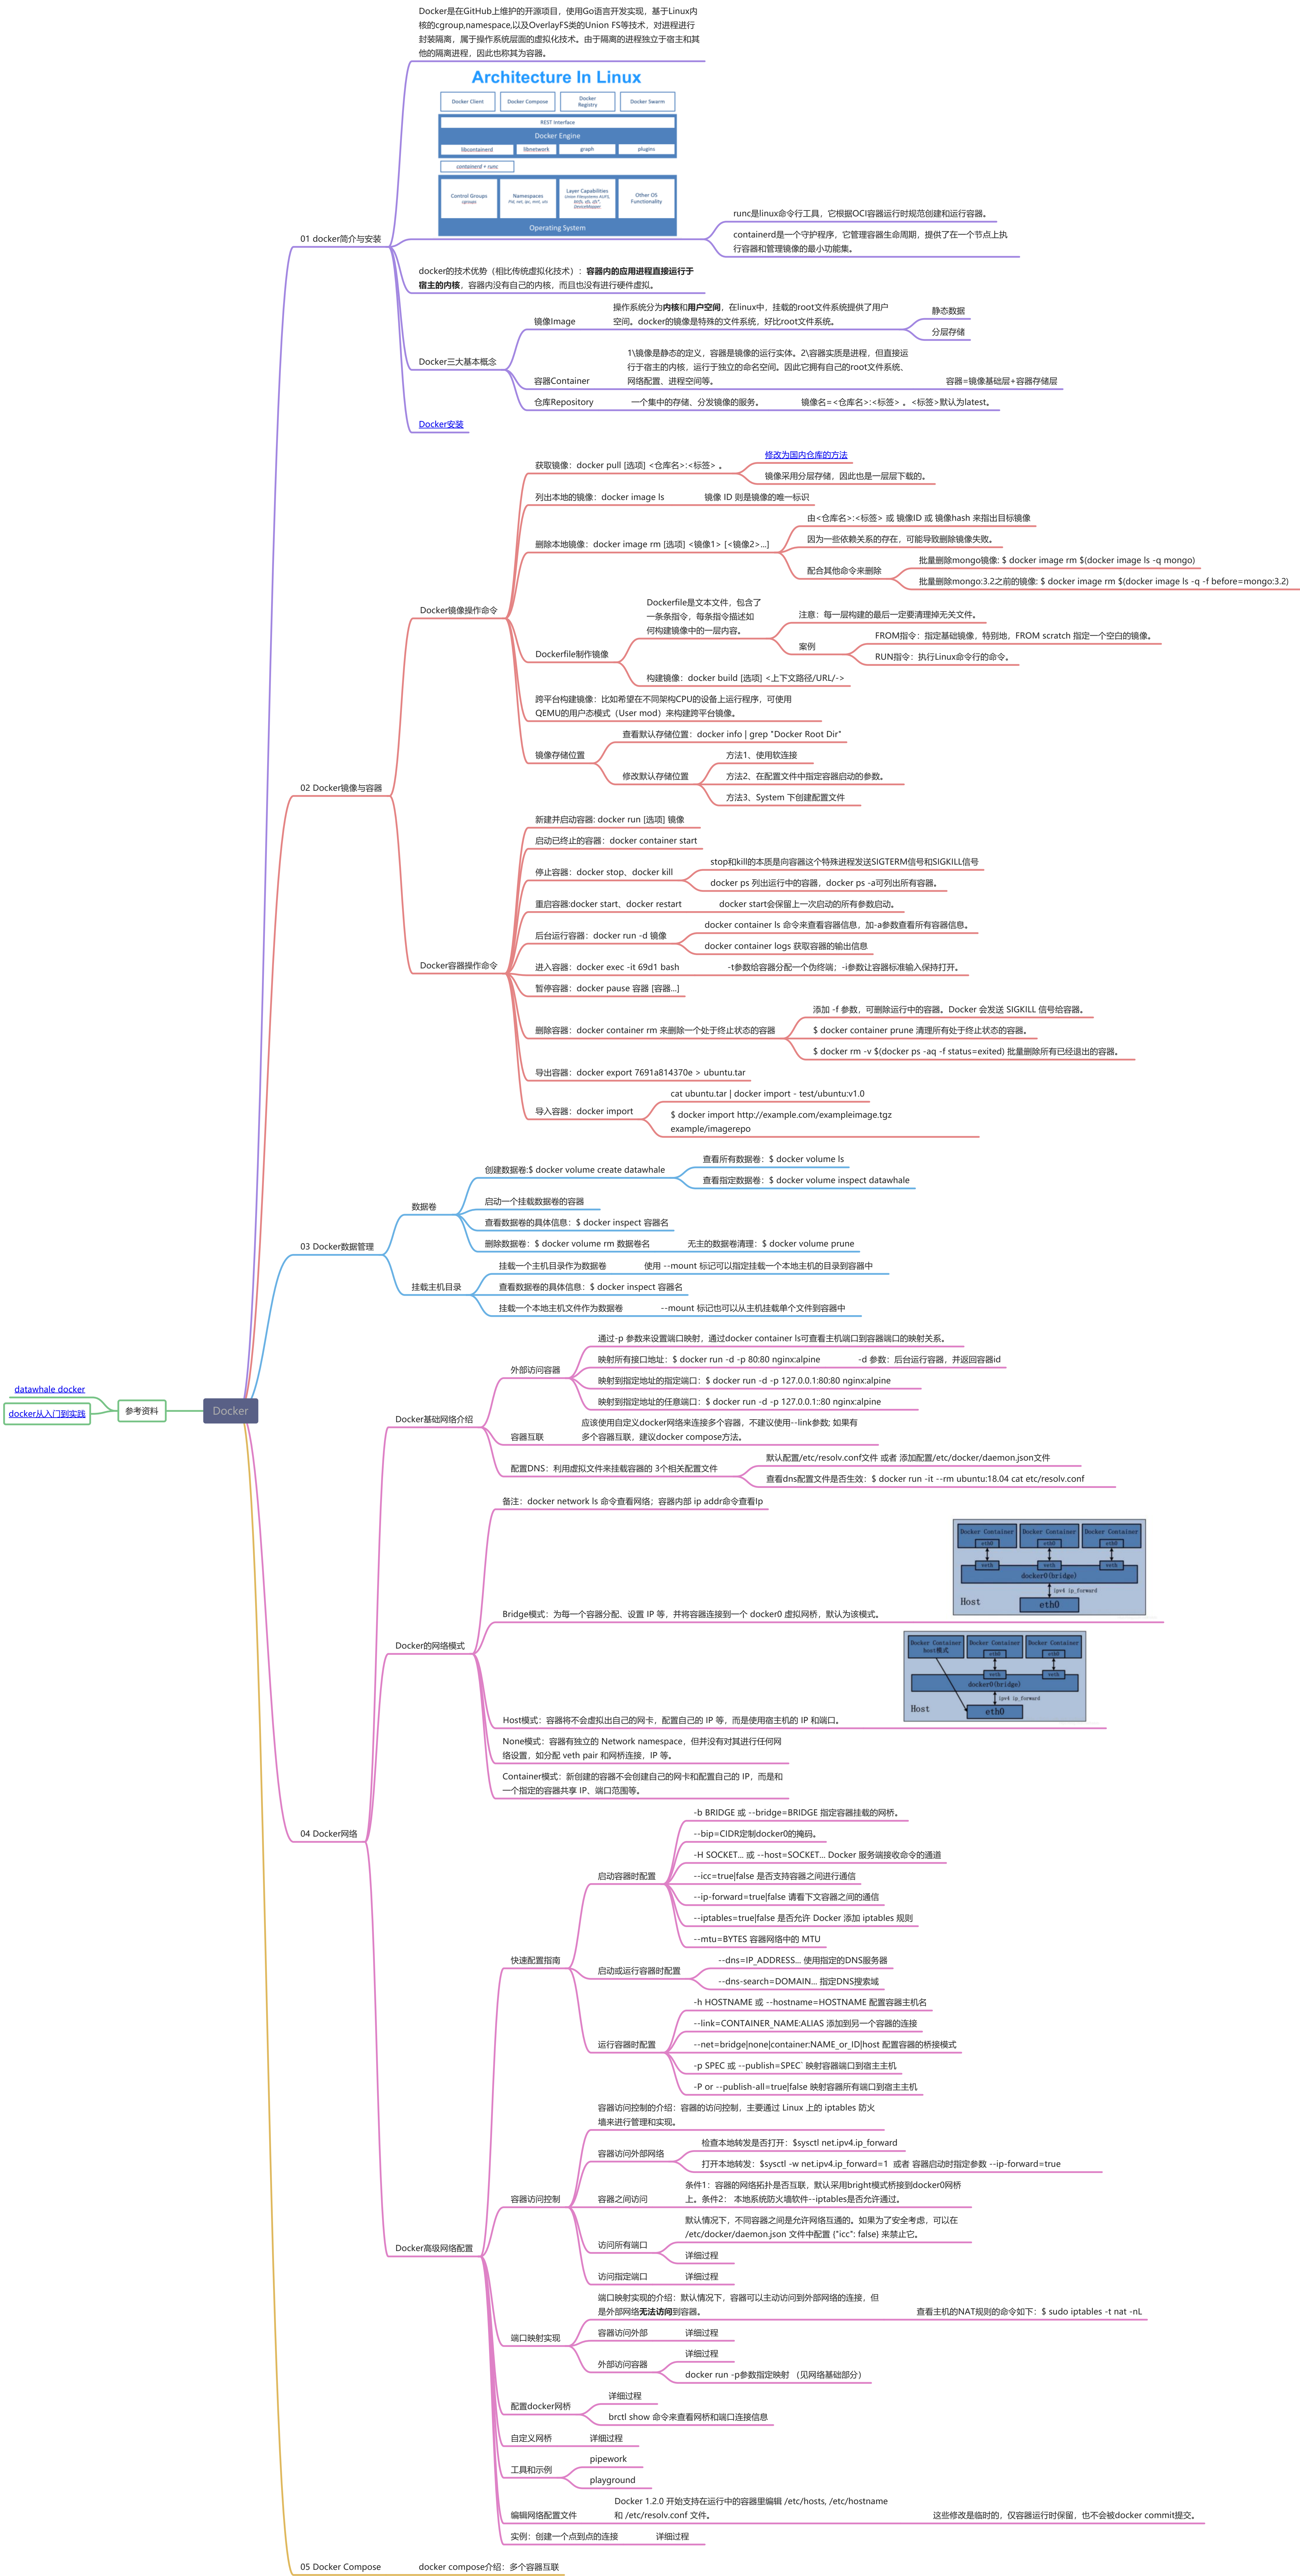 Docker是在GitHub上维护的开源项目，使用Go语言开发实现，基于Linux内
核的cgroup,namespace,以及OverlayFS类的Union FS等技术，对进程进行
封装隔离，属于操作系统层面的虚拟化技术。由于隔离的进程独立于宿主和其
他的隔离进程，因此也称其为容器。
Architecture In Linux
Docker Client
Docker Compose
Docker
Registry
Docker Swarm
REST Interface
Docker Engine
libcontainerd
libnetwork
graph
plugins
containerd + runc
Control Groups
cgroups
Namespaces
Pid, net, ipc, mnt, uts
Layer Capabilities
Union Filesystems AUFS,
btrfs, vfs, zfs*,
DeviceMapper
Other OS
Functionality
Operating System
runc是linux命令行工具，它根据OCI容器运行时规范创建和运行容器。
containerd是一个守护程序，它管理容器生命周期，提供了在一个节点上执
行容器和管理镜像的最小功能集。
01 docker简介与安装
docker的技术优势（相比传统虚拟化技术）：容器内的应用进程直接运行于
宿主的内核，容器内没有自己的内核，而且也没有进行硬件虚拟。
Docker三大基本概念
镜像Image
操作系统分为内核和用户空间，在linux中，挂载的root文件系统提供了用户
空间。docker的镜像是特殊的文件系统，好比root文件系统。
静态数据
分层存储
容器Container
1\镜像是静态的定义，容器是镜像的运行实体。2\容器实质是进程，但直接运
行于宿主的内核，运行于独立的命名空间。因此它拥有自己的root文件系统、
网络配置、进程空间等。
容器=镜像基础层+容器存储层
仓库Repository
一个集中的存储、分发镜像的服务。
镜像名=<仓库名>:<标签> 。<标签>默认为latest。
Docker安装
02 Docker镜像与容器
Docker镜像操作命令
获取镜像：docker pull [选项] <仓库名>:<标签> 。
修改为国内仓库的方法
镜像采用分层存储，因此也是一层层下载的。
列出本地的镜像：docker image ls
镜像 ID 则是镜像的唯一标识
删除本地镜像：docker image rm [选项] <镜像1> [<镜像2>...]
由<仓库名>:<标签> 或 镜像ID 或 镜像hash 来指出目标镜像
因为一些依赖关系的存在，可能导致删除镜像失败。
配合其他命令来删除
批量删除mongo镜像: $ docker image rm $(docker image ls -q mongo)
批量删除mongo:3.2之前的镜像: $ docker image rm $(docker image ls -q -f before=mongo:3.2)
Dockerfile制作镜像
Dockerfile是文本文件，包含了
一条条指令，每条指令描述如
何构建镜像中的一层内容。
注意：每一层构建的最后一定要清理掉无关文件。
案例
FROM指令：指定基础镜像，特别地，FROM scratch 指定一个空白的镜像。
RUN指令：执行Linux命令行的命令。
构建镜像：docker build [选项] <上下文路径/URL/->
跨平台构建镜像：比如希望在不同架构CPU的设备上运行程序，可使用
QEMU的用户态模式（User mod）来构建跨平台镜像。
镜像存储位置
查看默认存储位置：docker info | grep "Docker Root Dir"
修改默认存储位置
方法1、使用软连接
方法2、在配置文件中指定容器启动的参数。
方法3、System 下创建配置文件
Docker容器操作命令
新建并启动容器: docker run [选项] 镜像
启动已终止的容器：docker container start
停止容器：docker stop、docker kill
stop和kill的本质是向容器这个特殊进程发送SIGTERM信号和SIGKILL信号
docker ps 列出运行中的容器，docker ps -a可列出所有容器。
重启容器:docker start、docker restart
docker start会保留上一次启动的所有参数启动。
后台运行容器：docker run -d 镜像
docker container ls 命令来查看容器信息，加-a参数查看所有容器信息。
docker container logs 获取容器的输出信息
进入容器：docker exec -it 69d1 bash
-t参数给容器分配一个伪终端；-i参数让容器标准输入保持打开。
暂停容器：docker pause 容器 [容器...]
删除容器：docker container rm 来删除一个处于终止状态的容器
添加 -f 参数，可删除运行中的容器。Docker 会发送 SIGKILL 信号给容器。
$ docker container prune 清理所有处于终止状态的容器。
$ docker rm -v $(docker ps -aq -f status=exited) 批量删除所有已经退出的容器。
导出容器：docker export 7691a814370e > ubuntu.tar
导入容器：docker import
cat ubuntu.tar | docker import - test/ubuntu:v1.0
$ docker import http://example.com/exampleimage.tgz
example/imagerepo
03 Docker数据管理
数据卷
创建数据卷:$ docker volume create datawhale
查看所有数据卷：$ docker volume ls
查看指定数据卷：$ docker volume inspect datawhale
启动一个挂载数据卷的容器
查看数据卷的具体信息：$ docker inspect 容器名
删除数据卷：$ docker volume rm 数据卷名
无主的数据卷清理：$ docker volume prune
挂载主机目录
挂载一个主机目录作为数据卷
使用 --mount 标记可以指定挂载一个本地主机的目录到容器中
查看数据卷的具体信息：$ docker inspect 容器名
挂载一个本地主机文件作为数据卷
--mount 标记也可以从主机挂载单个文件到容器中
datawhale docker
docker从入门到实践
参考资料
Docker
04 Docker网络
Docker基础网络介绍
外部访问容器
通过-p 参数来设置端口映射，通过docker container ls可查看主机端口到容器端口的映射关系。
映射所有接口地址：$ docker run -d -p 80:80 nginx:alpine
-d 参数：后台运行容器，并返回容器id
映射到指定地址的指定端口：$ docker run -d -p 127.0.0.1:80:80 nginx:alpine
映射到指定地址的任意端口：$ docker run -d -p 127.0.0.1::80 nginx:alpine
容器互联
应该使用自定义docker网络来连接多个容器，不建议使用--link参数; 如果有
多个容器互联，建议docker compose方法。
配置DNS：利用虚拟文件来挂载容器的 3个相关配置文件
默认配置/etc/resolv.conf文件 或者 添加配置/etc/docker/daemon.json文件
查看dns配置文件是否生效：$ docker run -it --rm ubuntu:18.04 cat etc/resolv.conf
Docker的网络模式
备注：docker network ls 命令查看网络；容器内部 ip addr命令查看Ip
Bridge模式：为每一个容器分配、设置 IP 等，并将容器连接到一个 docker0 虚拟网桥，默认为该模式。
Docker Container
Docker Container
Docker Container
eth0
eth0
eth0
veth
veth
veth
docker0(bridge)
ipv4 ip_forward
Host
eth0
Host模式：容器将不会虚拟出自己的网卡，配置自己的 IP 等，而是使用宿主机的 IP 和端口。
Docker Container
host模式
Docker Container
Docker Container
eth0
eth0
veth
veth
docker0(bridge)
ipv4 ip_forward
Host
eth0
None模式：容器有独立的 Network namespace，但并没有对其进行任何网
络设置，如分配 veth pair 和网桥连接，IP 等。
Container模式：新创建的容器不会创建自己的网卡和配置自己的 IP，而是和
一个指定的容器共享 IP、端口范围等。
Docker高级网络配置
快速配置指南
启动容器时配置
-b BRIDGE 或 --bridge=BRIDGE 指定容器挂载的网桥。
--bip=CIDR定制docker0的掩码。
-H SOCKET... 或 --host=SOCKET... Docker 服务端接收命令的通道
--icc=true|false 是否支持容器之间进行通信
--ip-forward=true|false 请看下文容器之间的通信
--iptables=true|false 是否允许 Docker 添加 iptables 规则
--mtu=BYTES 容器网络中的 MTU
启动或运行容器时配置
--dns=IP_ADDRESS... 使用指定的DNS服务器
--dns-search=DOMAIN... 指定DNS搜索域
运行容器时配置
-h HOSTNAME 或 --hostname=HOSTNAME 配置容器主机名
--link=CONTAINER_NAME:ALIAS 添加到另一个容器的连接
--net=bridge|none|container:NAME_or_ID|host 配置容器的桥接模式
-p SPEC 或 --publish=SPEC` 映射容器端口到宿主主机
-P or --publish-all=true|false 映射容器所有端口到宿主主机
容器访问控制
容器访问控制的介绍：容器的访问控制，主要通过 Linux 上的 iptables 防火
墙来进行管理和实现。
容器访问外部网络
检查本地转发是否打开：$sysctl net.ipv4.ip_forward
打开本地转发：$sysctl -w net.ipv4.ip_forward=1 或者 容器启动时指定参数 --ip-forward=true
容器之间访问
条件1：容器的网络拓扑是否互联，默认采用bright模式桥接到docker0网桥
上。条件2： 本地系统防火墙软件--iptables是否允许通过。
访问所有端口
默认情况下，不同容器之间是允许网络互通的。如果为了安全考虑，可以在
/etc/docker/daemon.json 文件中配置 {"icc": false} 来禁止它。
详细过程
访问指定端口
详细过程
端口映射实现
端口映射实现的介绍：默认情况下，容器可以主动访问到外部网络的连接，但
是外部网络无法访问到容器。
查看主机的NAT规则的命令如下：$ sudo iptables -t nat -nL
容器访问外部
详细过程
外部访问容器
详细过程
docker run -p参数指定映射 （见网络基础部分）
配置docker网桥
详细过程
brctl show 命令来查看网桥和端口连接信息
自定义网桥
详细过程
工具和示例
pipework
playground
编辑网络配置文件
Docker 1.2.0 开始支持在运行中的容器里编辑 /etc/hosts, /etc/hostname
和 /etc/resolv.conf 文件。
这些修改是临时的，仅容器运行时保留，也不会被docker commit提交。
实例：创建一个点到点的连接
详细过程
05 Docker Compose
docker compose介绍：多个容器互联